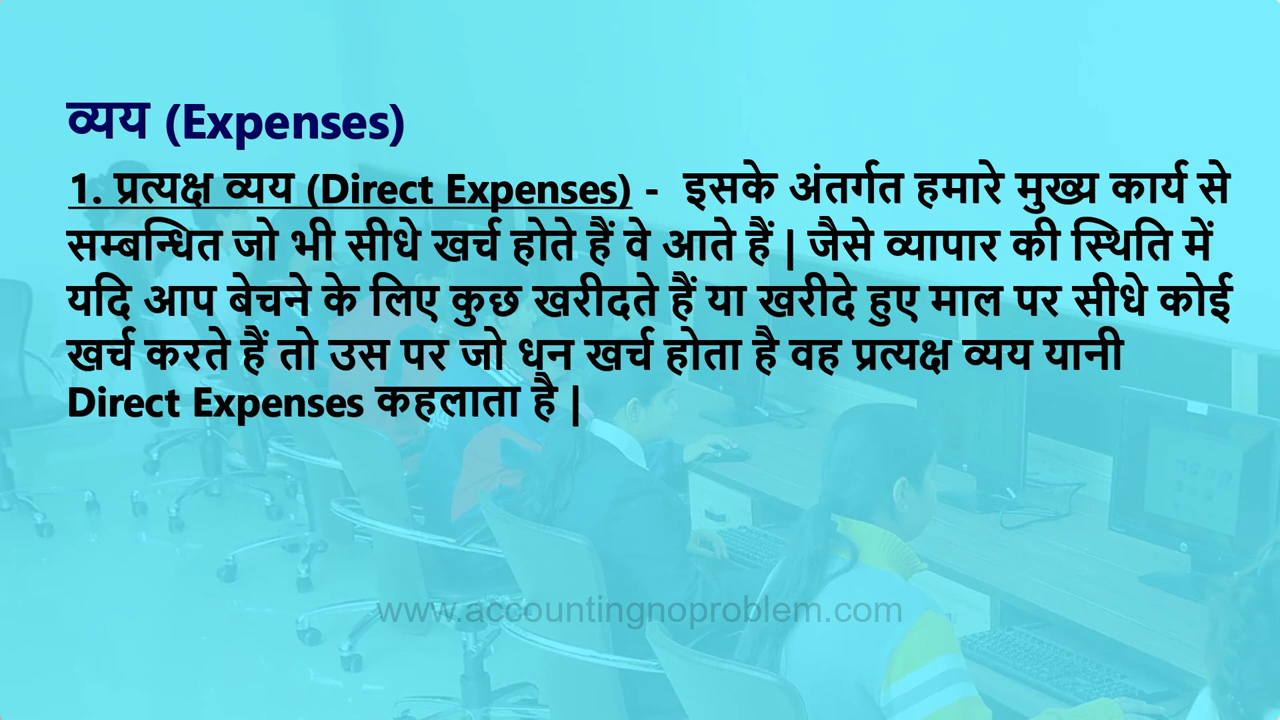 व्यय (Expenses)
1. प्रत्यक्ष व्यय (Direct Expenses) - इसके अंतर्गत हमारे मुख्य कार्य से
सम्बन्धित जो भी सीधे खर्च होते हैं वे आते हैं | जैसे व्यापार की स्थिति में
यदि आप बेचने के लिए कुछ खरीदते हैं या खरीदे हुए माल पर सीधे कोई
खर्च करते हैं तो उस पर जो धन खर्च होता है वह प्रत्यक्ष व्यय यानी
Direct Expenses कहलाता है |
www.accountingnoproblem.com